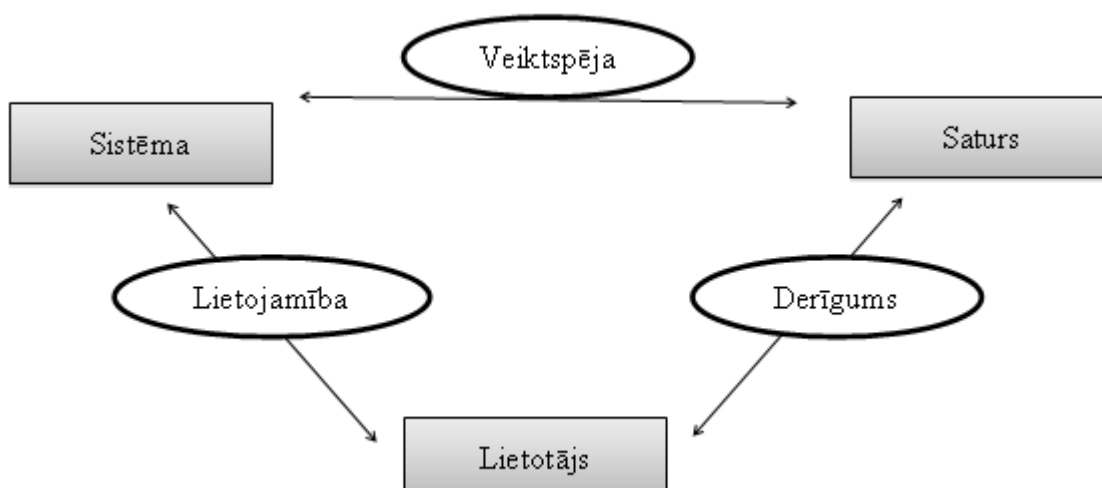 Veiktspēja
Sistēma
Saturs
Lietojamība
Derīgums
Lietotājs